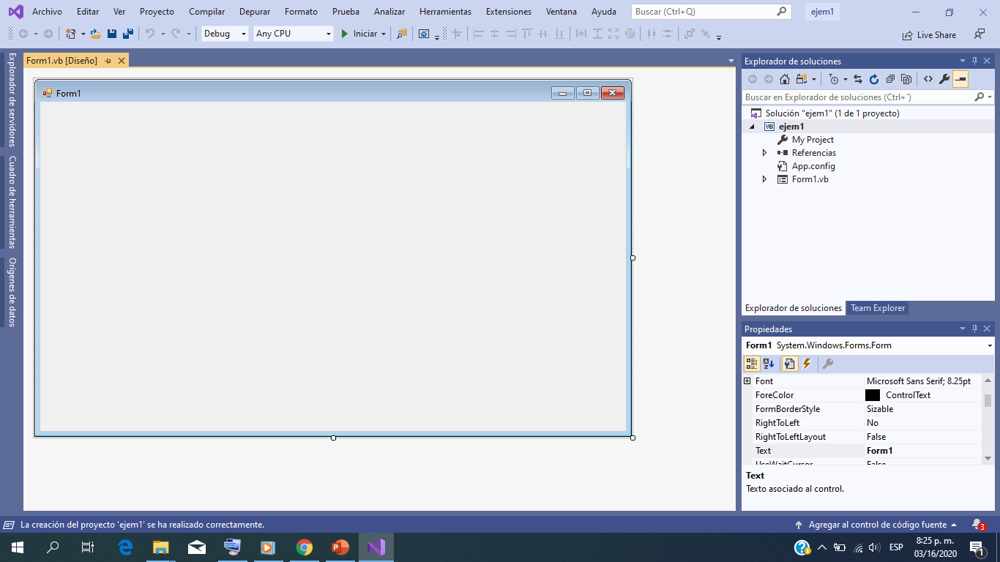 Archivo Editar Ver Proyecto Compilar Depurar Formato Prueba Analizar Herramientas Extensiones Ventana Ayuda Buscar (Ctrl+Q) ejem1
Debug Any CPU Iniciar Live Share
Explorador de servidores
Cuadro de herramientas
Orígenes de datos
Form1.vb [Diseño]
Form1
Explorador de soluciones
Buscar en Explorador de soluciones (Ctrl+´)
Solución "ejem1" (1 de 1 proyecto)
VB ejem1
My Project
Referencias
App.config
Form1.vb
Explorador de soluciones Team Explorer
Propiedades
Form1 System.Windows.Forms.Form
Font Microsoft Sans Serif; 8.25pt
ForeColor ControlText
FormBorderStyle Sizable
RightToLeft No
RightToLeftLayout False
Text Form1
UseWaitCursor False
Text
Texto asociado al control.
La creación del proyecto 'ejem1' se ha realizado correctamente. Agregar al control de código fuente 3
ESP 8:25 p. m.
03/16/2020 1